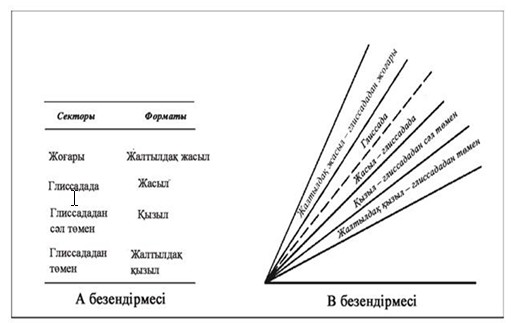 Секторы Форматы
Жоғары Жалтылдақ жасыл
Глиссадада Жасыл
Глиссададан Қызыл
сәл төмен
Глиссададан Жалтылдақ
төмен қызыл
А безендірмесі
Жалтылдақ жасыл – глиссададан жоғары
Глиссада
Жасыл – глиссадада
Қызыл – глиссададан сәл төмен
Жалтылдақ қызыл – глиссададан төмен
В безендірмесі